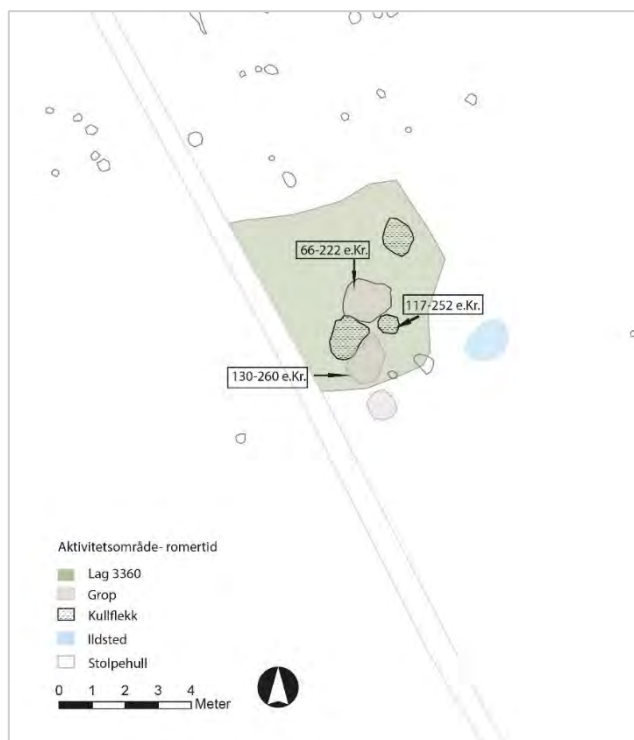 66-222 e.Kr.
117-252 e.Kr.
130-260 e.Kr.
Aktivitetsområde- romertid
Lag 3360
Grop
Kullflekk
Ildsted
Stolpehull
0 1 2 3 4
Meter